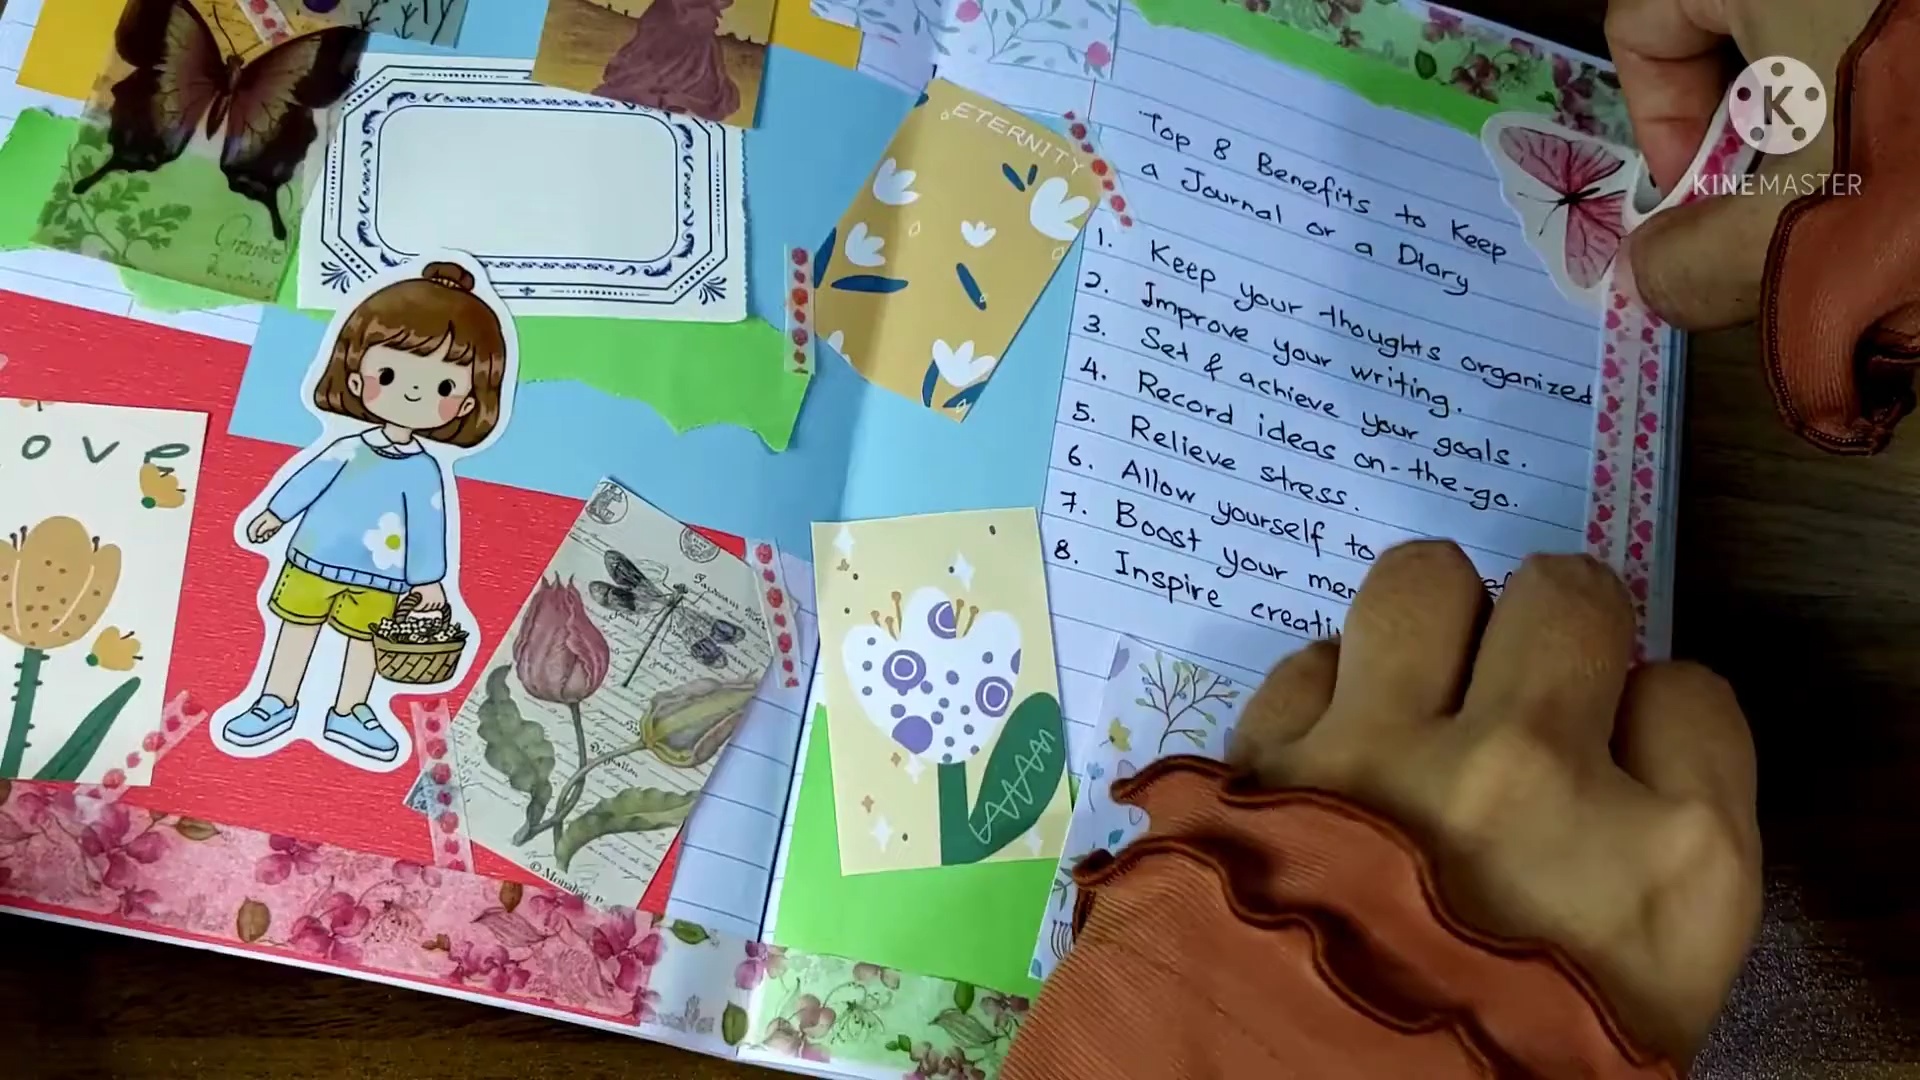 ETERNITY
Top 8 Benefits to Keep
a Journal or a Diary
1. Keep your thoughts organized
2. Improve your writing.
3. Set & achieve your goals.
4. Record ideas on-the-go.
5. Relieve stress.
6. Allow yourself to
7. Boost your
8. Inspire
ove
KINEMASTER